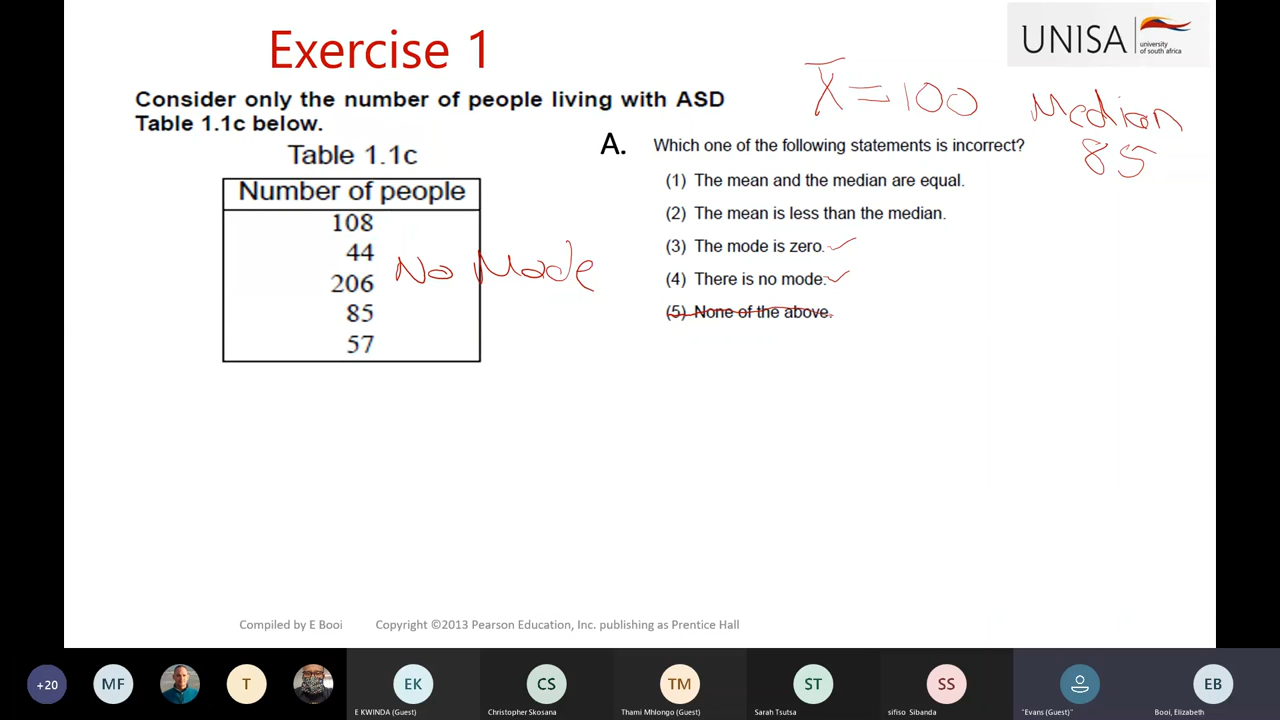 Exercise 1
UNISA
university
of south africa
Consider only the number of people living with ASD
Table 1.1c below.
Table 1.1c
Number of people
108
44
206
85
57
No Mode
X̅ = 100
Median
85
A.
Which one of the following statements is incorrect?
(1) The mean and the median are equal.
(2) The mean is less than the median.
(3) The mode is zero.
(4) There is no mode.
(5) None of the above.
Compiled by E Booi
Copyright ©2013 Pearson Education, Inc. publishing as Prentice Hall
+20
MF
T
EK
E KWINDA (Guest)
CS
Christopher Skosana
TM
Thami Mhlongo (Guest)
ST
Sarah Tsutsa
SS
sifiso Sibanda
"Evans (Guest)"
EB
Booi, Elizabeth